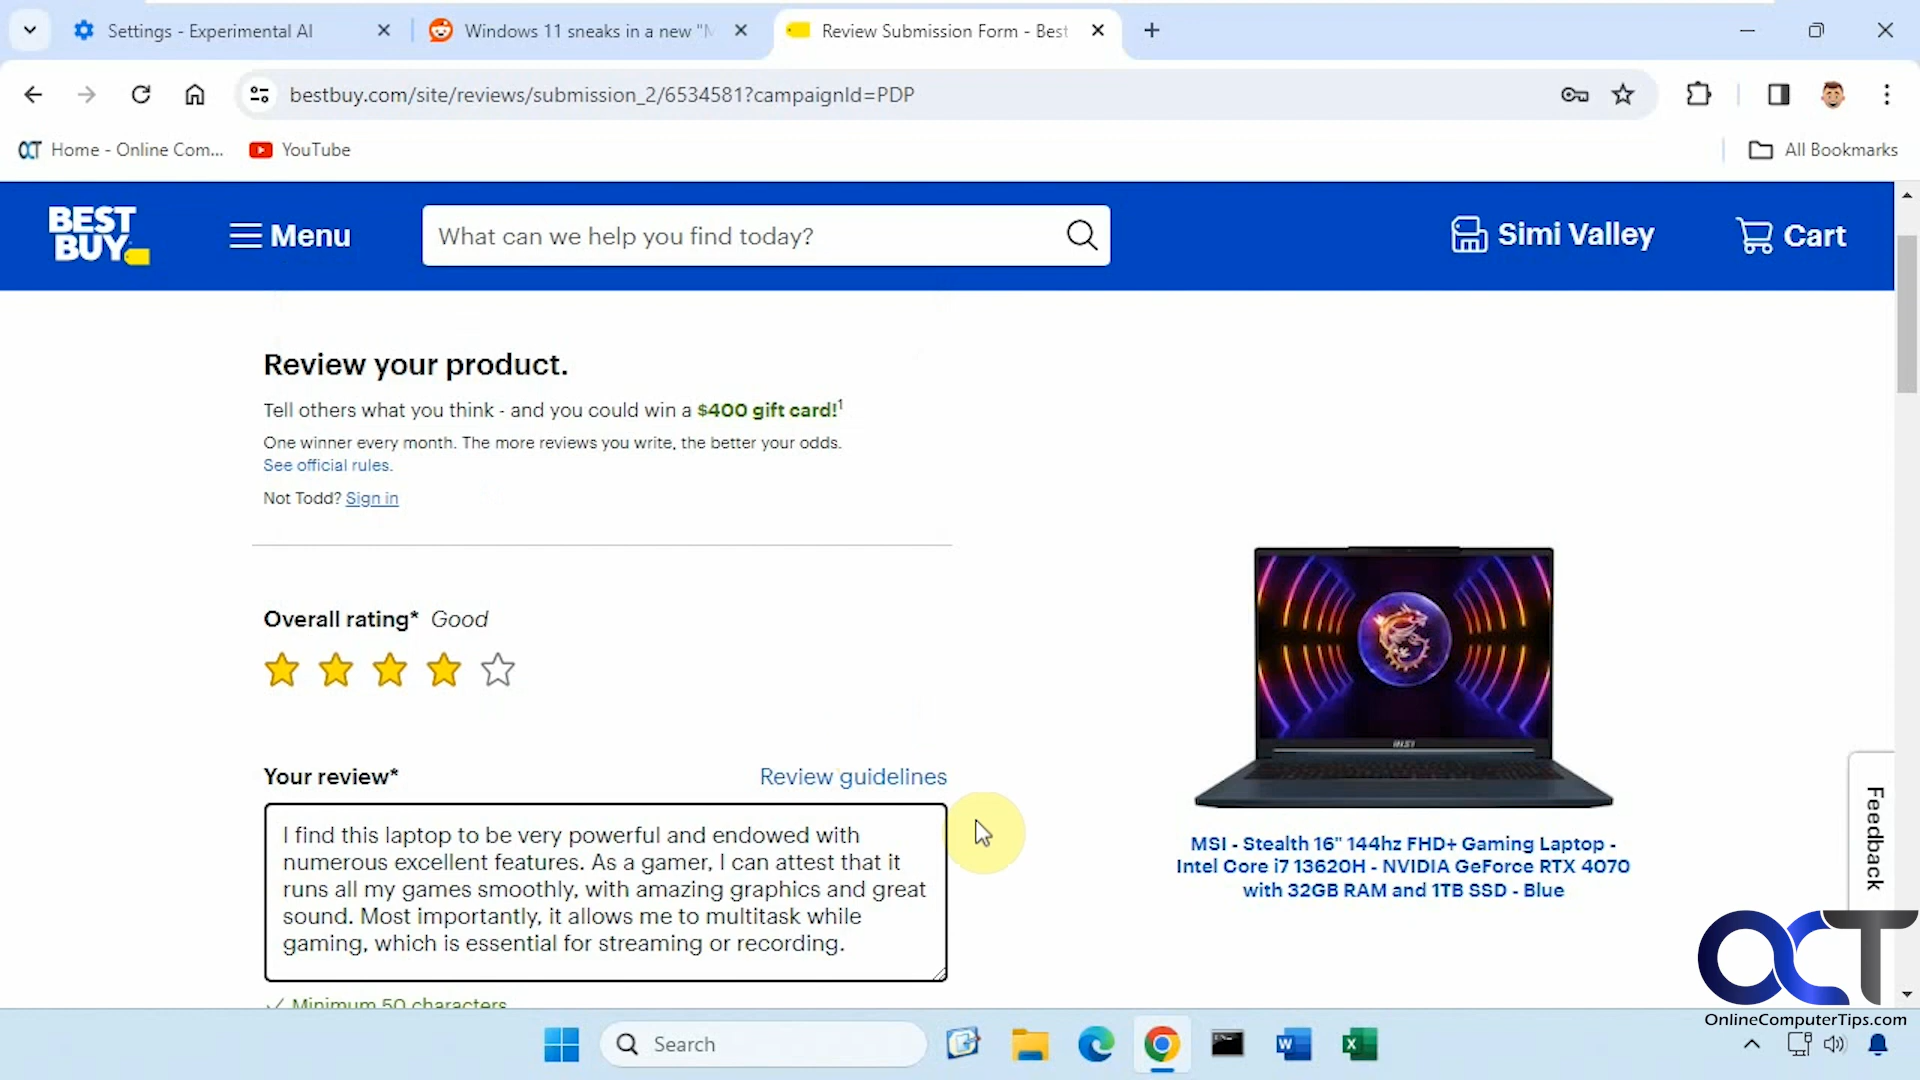 Settings - Experimental AI
Windows 11 sneaks in a new "M
Review Submission Form - Best
bestbuy.com/site/reviews/submission_2/6534581?campaignId=PDP
OCT Home - Online Com...
YouTube
All Bookmarks
BEST BUY
Menu
What can we help you find today?
Simi Valley
Cart
Review your product.
Tell others what you think - and you could win a $400 gift card!1
One winner every month. The more reviews you write, the better your odds.
See official rules.
Not Todd? Sign in
Overall rating* Good
Your review*
Review guidelines
I find this laptop to be very powerful and endowed with
numerous excellent features. As a gamer, I can attest that it
runs all my games smoothly, with amazing graphics and great
sound. Most importantly, it allows me to multitask while
gaming, which is essential for streaming or recording.
Minimum 50 characters
msi
MSI - Stealth 16" 144hz FHD+ Gaming Laptop -
Intel Core i7 13620H - NVIDIA GeForce RTX 4070
with 32GB RAM and 1TB SSD - Blue
Feedback
OCT
OnlineComputerTips.com
Search
W
X